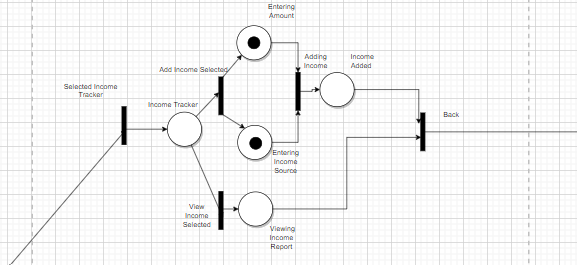 Entering
Amount
Adding
Income
Income
Added
Add Income Selected
Selected Income
Tracker
Income Tracker
Back
Entering
Income
Source
View
Income
Selected
Viewing
Income
Report